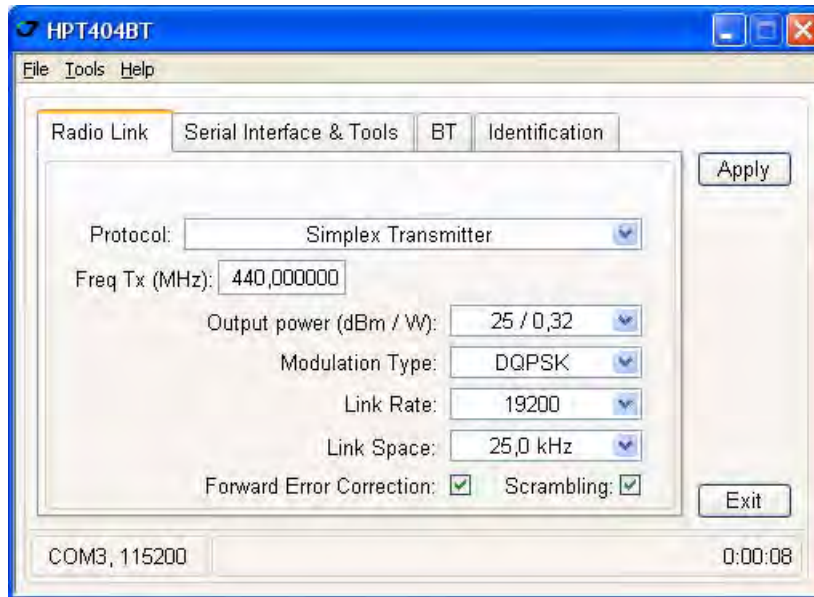 HPT404BT
File Tools Help
Radio Link Serial Interface & Tools BT Identification
Apply
Protocol: Simplex Transmitter
Freq Tx (MHz): 440,000000
Output power (dBm / W): 25 / 0,32
Modulation Type: DQPSK
Link Rate: 19200
Link Space: 25,0 kHz
Forward Error Correction: Scrambling:
Exit
COM3, 115200 0:00:08